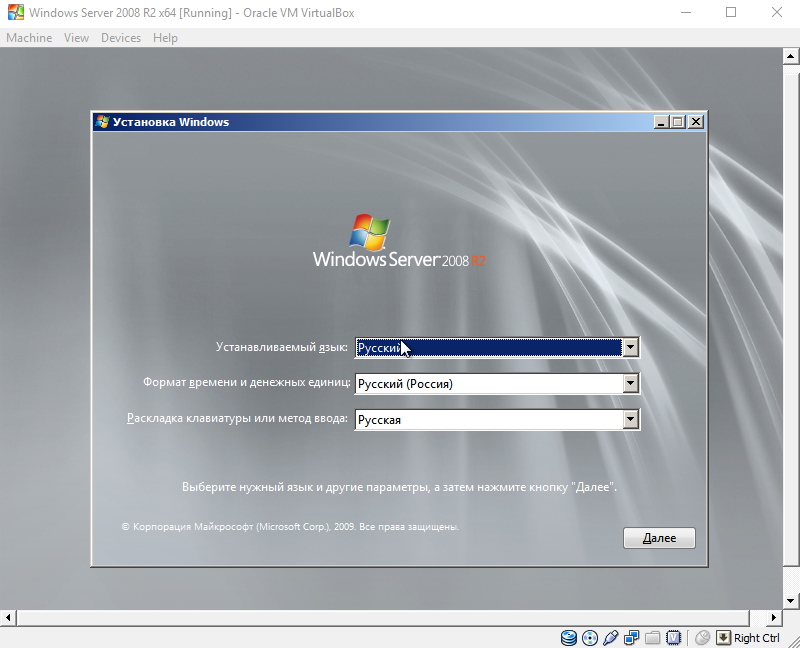 Windows Server 2008 R2 x64 [Running] - Oracle VM VirtualBox
Machine View Devices Help
Установка Windows
Windows Server 2008 R2
Устанавливаемый язык: Русский
Формат времени и денежных единиц: Русский (Россия)
Раскладка клавиатуры или метод ввода: Русская
Выберите нужный язык и другие параметры, а затем нажмите кнопку "Далее".
© Корпорация Майкрософт (Microsoft Corp.), 2009. Все права защищены.
Далее
Right Ctrl